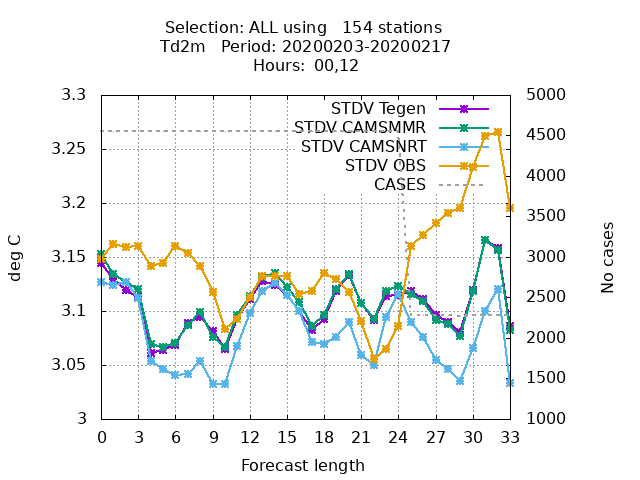 Selection: ALL using   154 stations
Td2m   Period: 20200203-20200217
Hours:  00,12
3.3
3.25
3.2
3.15
3.1
3.05
3
deg C
STDV Tegen
STDV CAMSMMR
STDV CAMSNRT
STDV OBS
CASES
5000
4500
4000
3500
3000
2500
2000
1500
1000
No cases
0 3 6 9 12 15 18 21 24 27 30 33
Forecast length